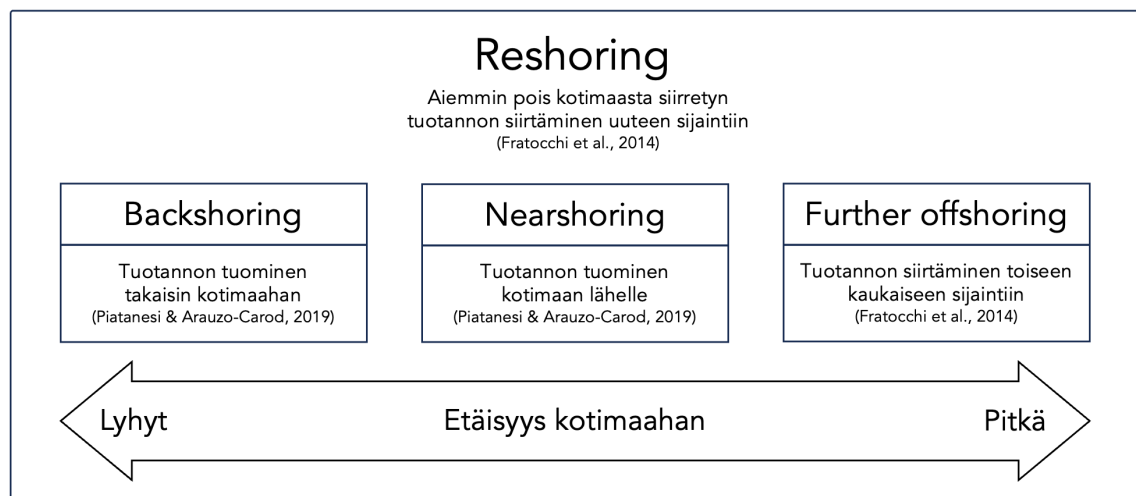 Reshoring
Aiemmin pois kotimaasta siirretyn
tuotannon siirtäminen uuteen sijaintiin
(Fratocchi et al., 2014)
Backshoring
Tuotannon tuominen
takaisin kotimaahan
(Piatanesi & Arauzo-Carod, 2019)
Nearshoring
Tuotannon tuominen
kotimaan lähelle
(Piatanesi & Arauzo-Carod, 2019)
Further offshoring
Tuotannon siirtäminen toiseen
kaukaiseen sijaintiin
(Fratocchi et al., 2014)
Lyhyt
Etäisyys kotimaahan
Pitkä